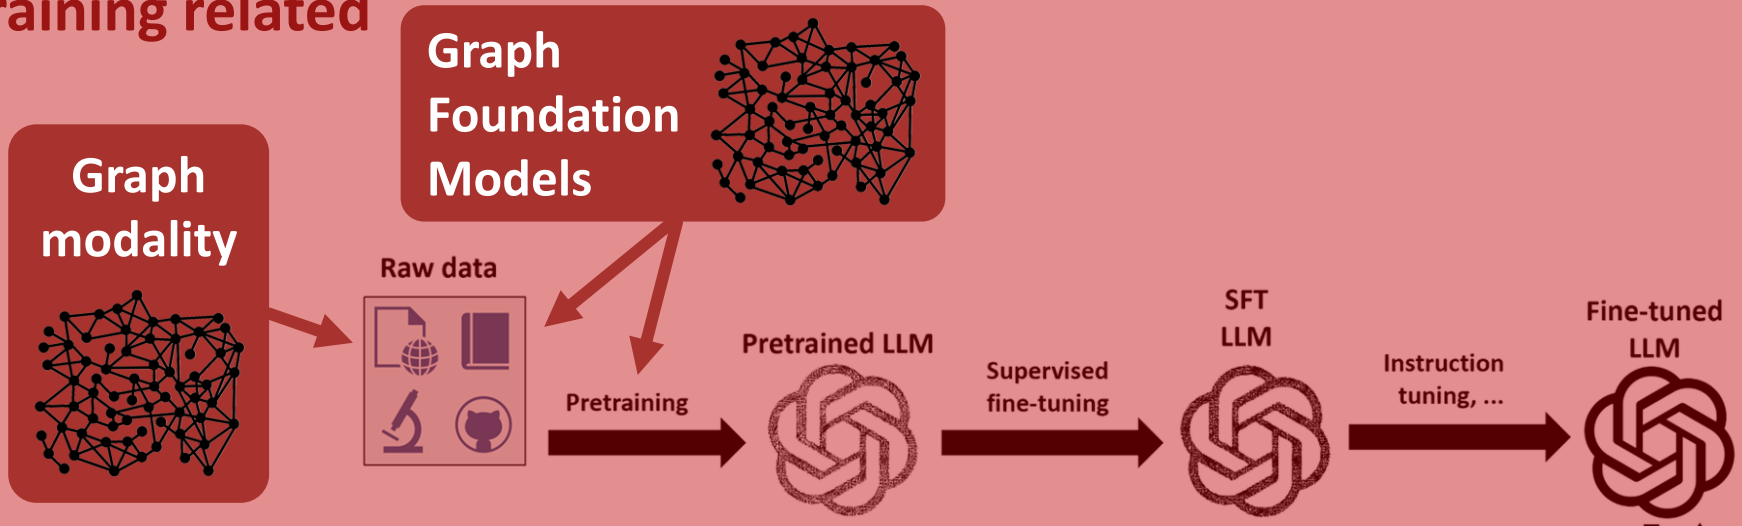 raining related
Graph
Foundation
Models
Graph
modality
Raw data
Pretraining
Pretrained LLM
Supervised
fine-tuning
SFT
LLM
Instruction
tuning, ...
Fine-tuned
LLM